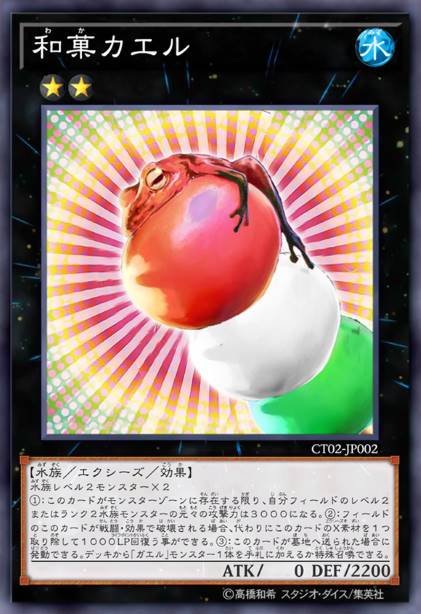 わか
和菓カエル
みず
水
CT02-JP002
【水族／エクシーズ／効果】
水族レベル２モンスター×２
①：このカードがモンスターゾーンに存在する限り、自分フィールドのレベル２
またはランク２水族モンスターの元々の攻撃力は３０００になる。②：フィールド
のこのカードが戦闘・効果で破壊される場合、代わりにこのカードのX素材を１つ
取り除して１０００LP回復う事ができる。③：このカードが墓地へ送られた場合に
発動できる。デッキから「ガエル」モンスター１体を手札に加えるか特殊召喚できる。
ATK/ 0 DEF/2200
©高橋和希 スタジオ・ダイス/集英社